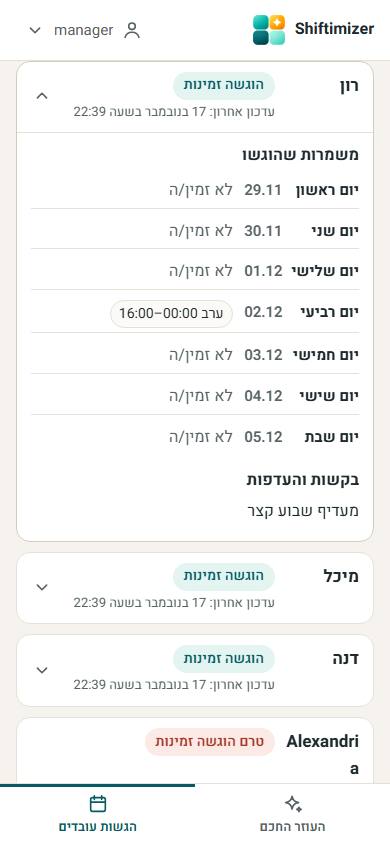 Shiftimizer
manager
רון
הוגשה זמינות
עדכון אחרון: 17 בנובמבר בשעה 22:39
משמרות שהוגשו
יום ראשון 29.11 לא זמין/ה
יום שני 30.11 לא זמין/ה
יום שלישי 01.12 לא זמין/ה
יום רביעי 02.12 ערב 16:00–00:00
יום חמישי 03.12 לא זמין/ה
יום שישי 04.12 לא זמין/ה
יום שבת 05.12 לא זמין/ה
בקשות והעדפות
מעדיף שבוע קצר
מיכל
הוגשה זמינות
עדכון אחרון: 17 בנובמבר בשעה 22:39
דנה
הוגשה זמינות
עדכון אחרון: 17 בנובמבר בשעה 22:39
Alexandri
a
טרם הוגשה זמינות
העוזר החכם
הגשות עובדים